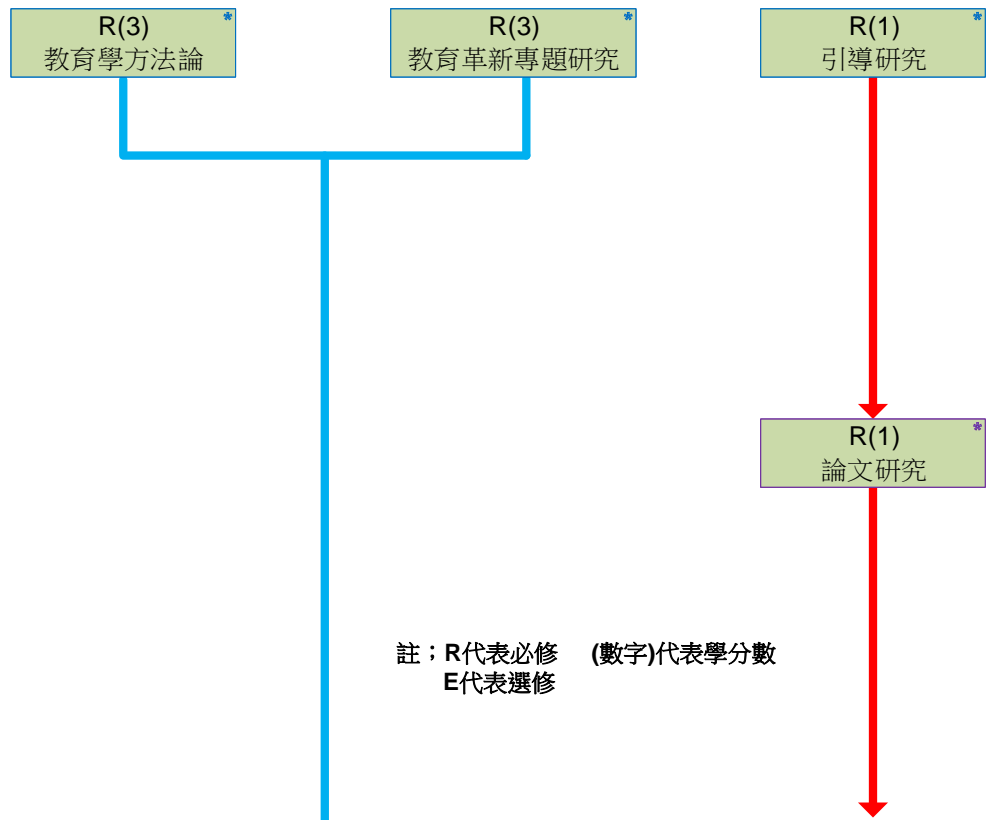 R(3) *
教育學方法論
R(3) *
教育革新專題研究
R(1) *
引導研究
R(1) *
論文研究
註；R代表必修 (數字)代表學分數
E代表選修